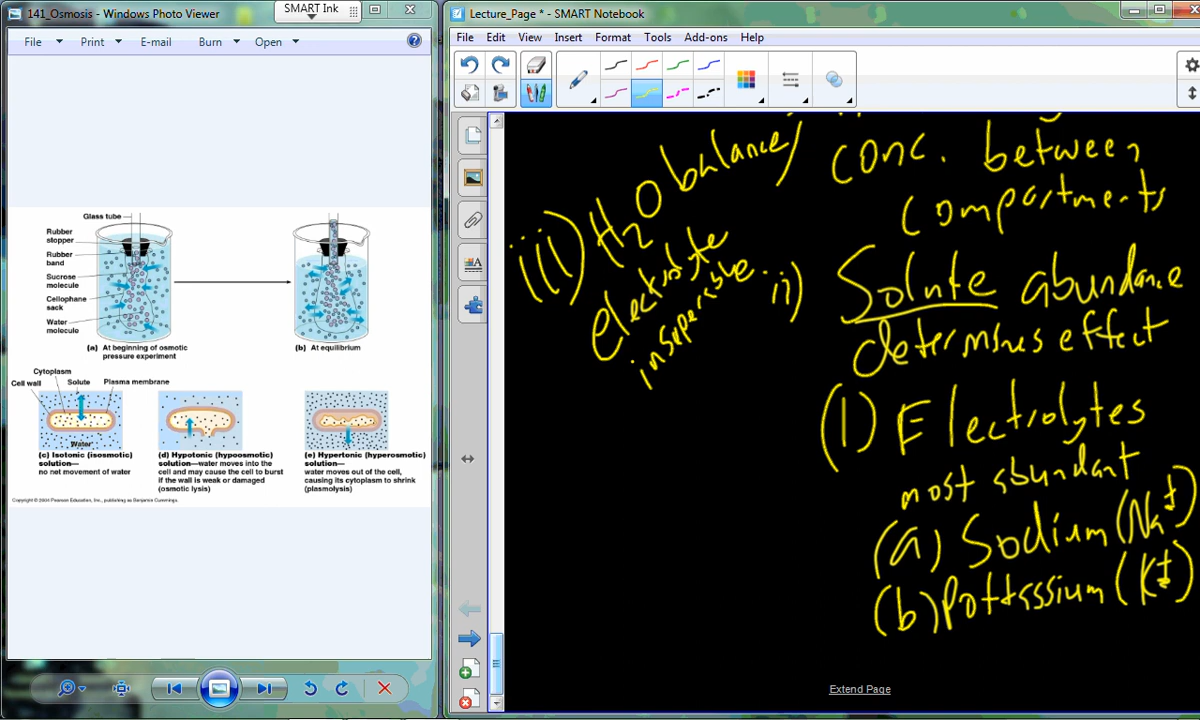 141_Osmosis - Windows Photo Viewer
SMART Ink
File Print E-mail Burn Open
Glass tube
Rubber
stopper
Rubber
band
Sucrose
molecule
Cellophane
sack
Water
molecule
(a) At beginning of osmotic
pressure experiment
(b) At equilibrium
Cytoplasm
Cell wall Solute Plasma membrane
Water
(c) Isotonic (isosmotic)
solution—
no net movement of water
(d) Hypotonic (hypoosmotic)
solution—water moves into the
cell and may cause the cell to burst
if the wall is weak or damaged
(osmotic lysis)
(e) Hypertonic (hyperosmotic)
solution—
water moves out of the cell,
causing its cytoplasm to shrink
(plasmolysis)
Copyright © 2004 Pearson Education, Inc., publishing as Benjamin Cummings.
Lecture_Page * - SMART Notebook
File Edit View Insert Format Tools Add-ons Help
conc. between
compartments
ii) Solute abundance
determines effect
(1) Electrolytes
most abundant
(a) Sodium (Na+)
(b) Pottassium (K+)
iii) H2O balance/
electrolyte
inseperable
Extend Page